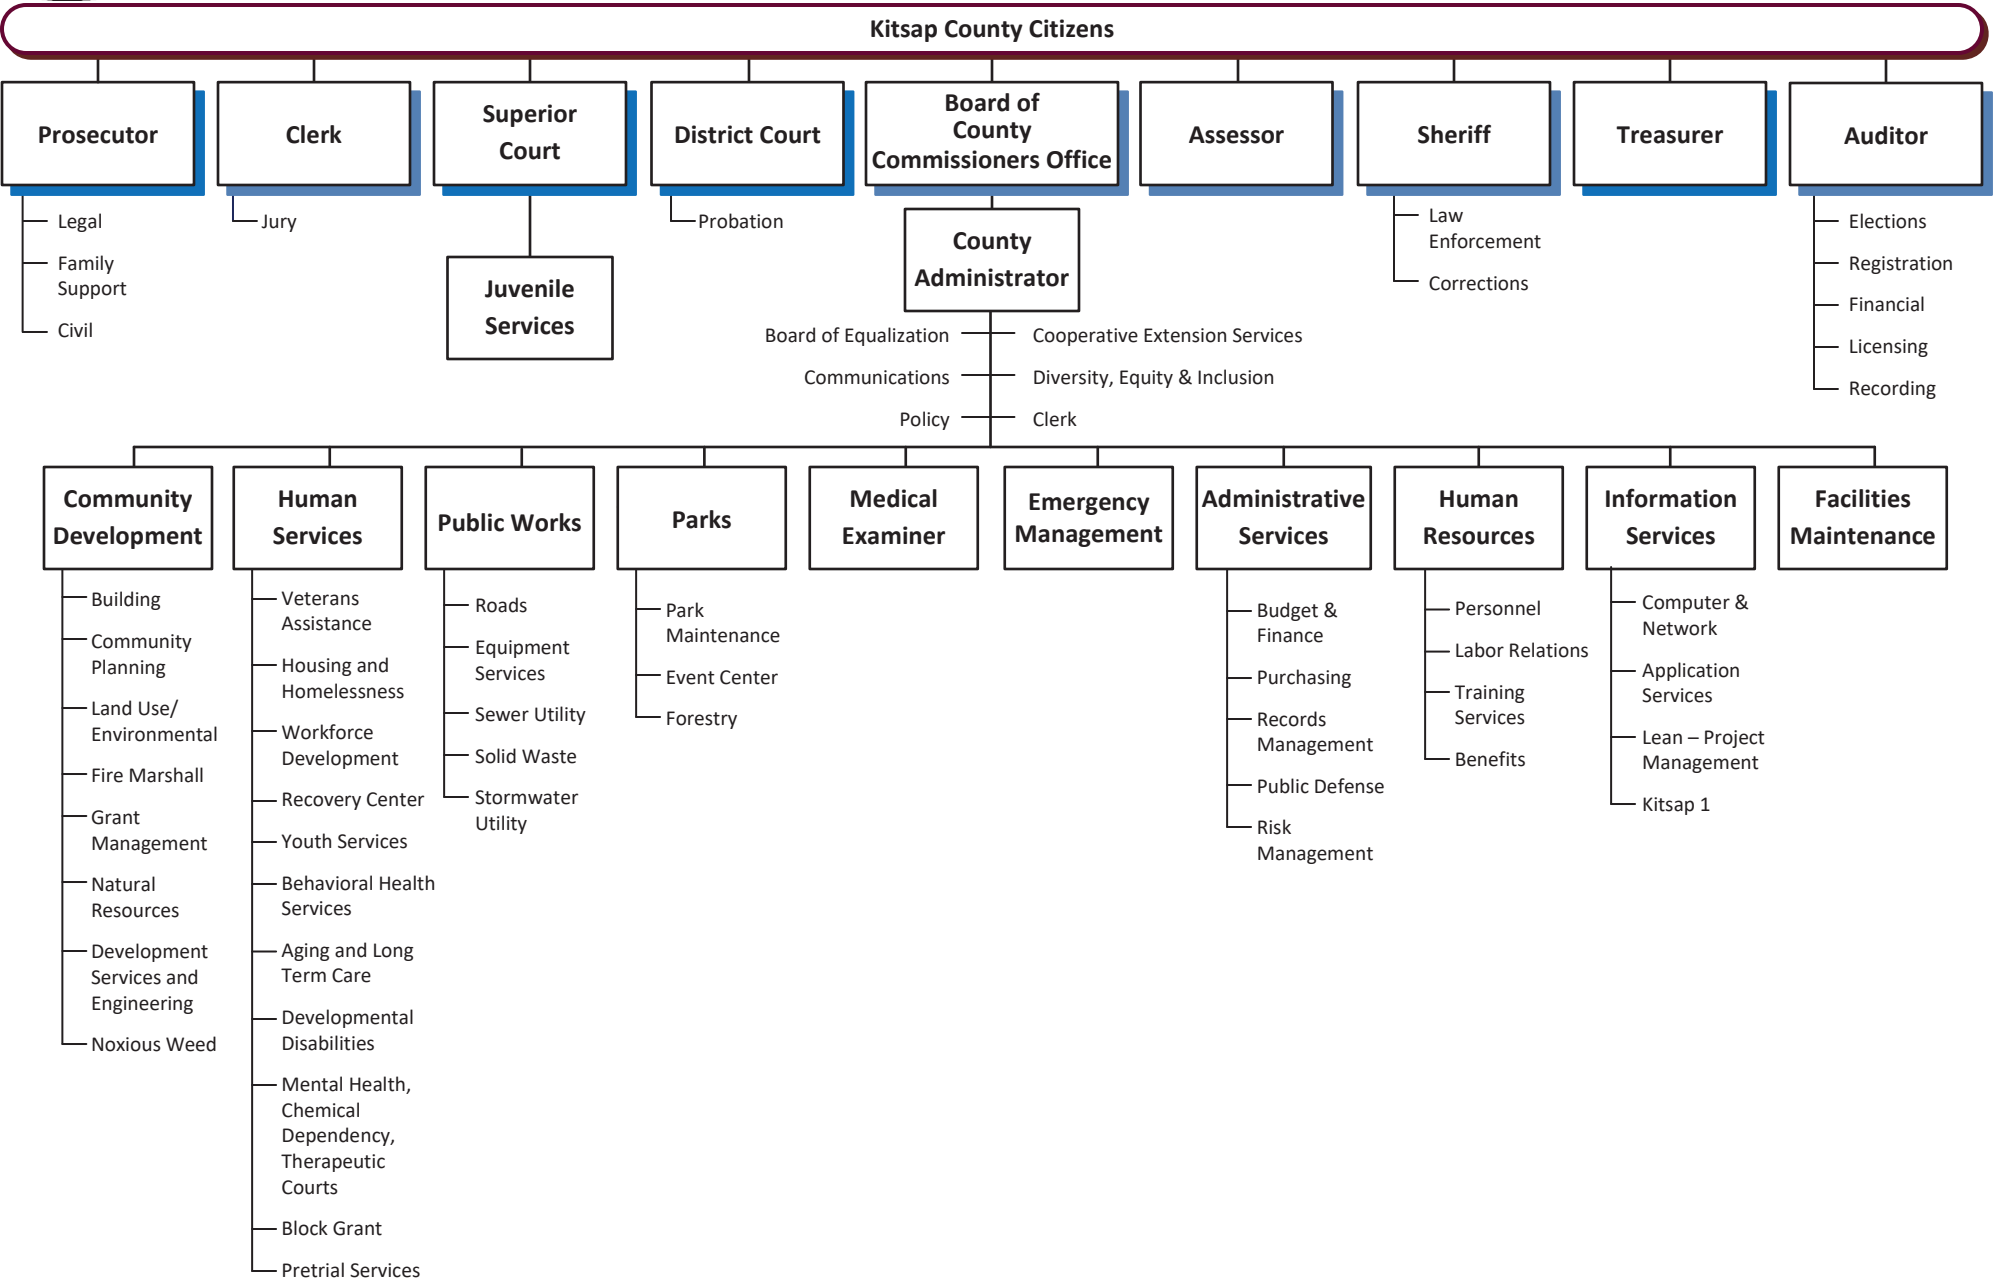 Kitsap County Citizens
Prosecutor
Legal
Family
Support
Civil
Clerk
Jury
Superior
Court
Juvenile
Services
District Court
Probation
Board of
County
Commissioners Office
County
Administrator
Board of Equalization
Cooperative Extension Services
Communications
Diversity, Equity & Inclusion
Policy
Clerk
Assessor
Sheriff
Law
Enforcement
Corrections
Treasurer
Auditor
Elections
Registration
Financial
Licensing
Recording
Community
Development
Building
Community
Planning
Land Use/
Environmental
Fire Marshall
Grant
Management
Natural
Resources
Development
Services and
Engineering
Noxious Weed
Human
Services
Veterans
Assistance
Housing and
Homelessness
Workforce
Development
Recovery Center
Youth Services
Behavioral Health
Services
Aging and Long
Term Care
Developmental
Disabilities
Mental Health,
Chemical
Dependency,
Therapeutic
Courts
Block Grant
Pretrial Services
Public Works
Roads
Equipment
Services
Sewer Utility
Solid Waste
Stormwater
Utility
Parks
Park
Maintenance
Event Center
Forestry
Medical
Examiner
Emergency
Management
Administrative
Services
Budget &
Finance
Purchasing
Records
Management
Public Defense
Risk
Management
Human
Resources
Personnel
Labor Relations
Training
Services
Benefits
Information
Services
Computer &
Network
Application
Services
Lean – Project
Management
Kitsap 1
Facilities
Maintenance